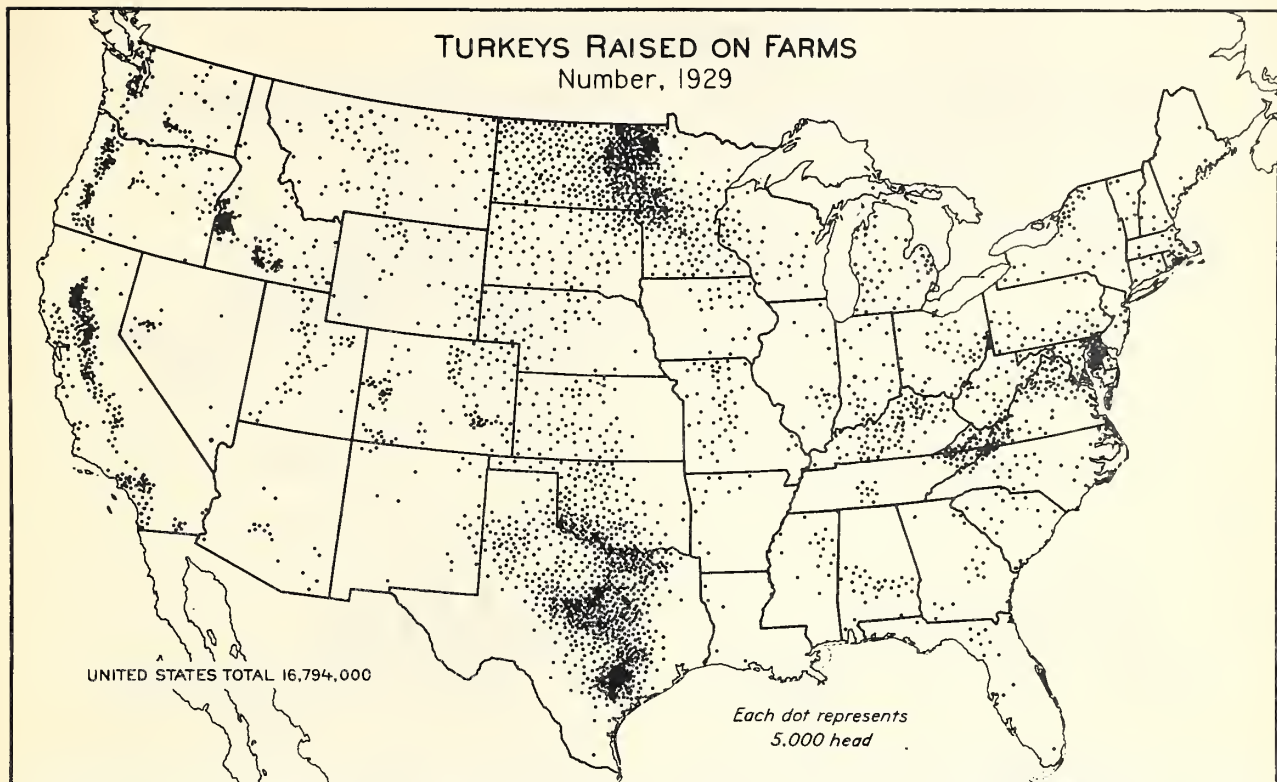 TURKEYS RAISED ON FARMS
Number, 1929
UNITED STATES TOTAL 16,794,000
Each dot represents
5,000 head